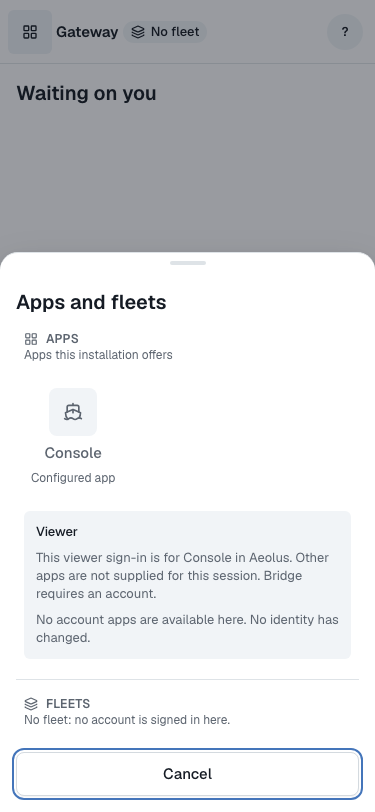 Gateway
No fleet
?
Waiting on you
Apps and fleets
APPS
Apps this installation offers
Console
Configured app
Viewer
This viewer sign-in is for Console in Aeolus. Other
apps are not supplied for this session. Bridge
requires an account.
No account apps are available here. No identity has
changed.
FLEETS
No fleet: no account is signed in here.
Cancel